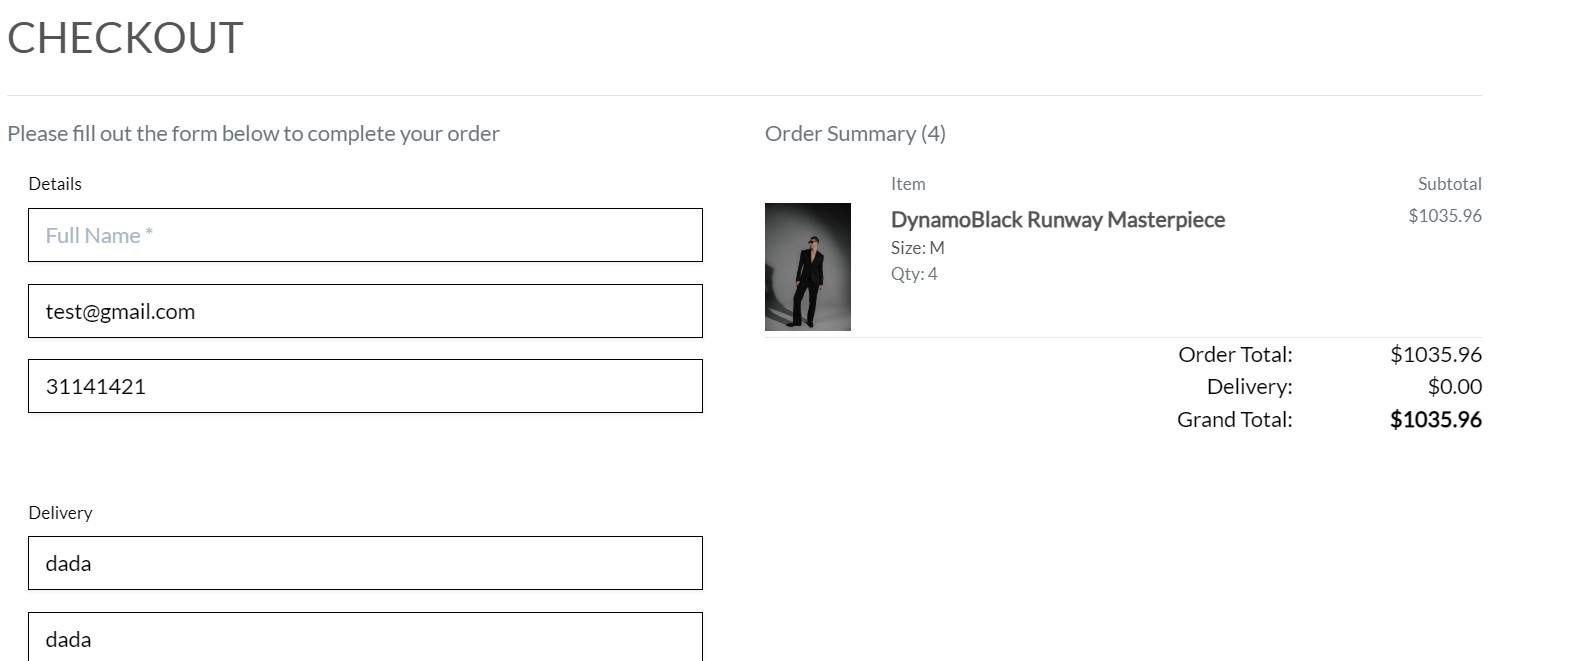 CHECKOUT
Please fill out the form below to complete your order
Details
Full Name *
test@gmail.com
31141421
Delivery
dada
dada
Order Summary (4)
Item Subtotal
DynamoBlack Runway Masterpiece $1035.96
Size: M
Qty: 4
Order Total: $1035.96
Delivery: $0.00
Grand Total: $1035.96